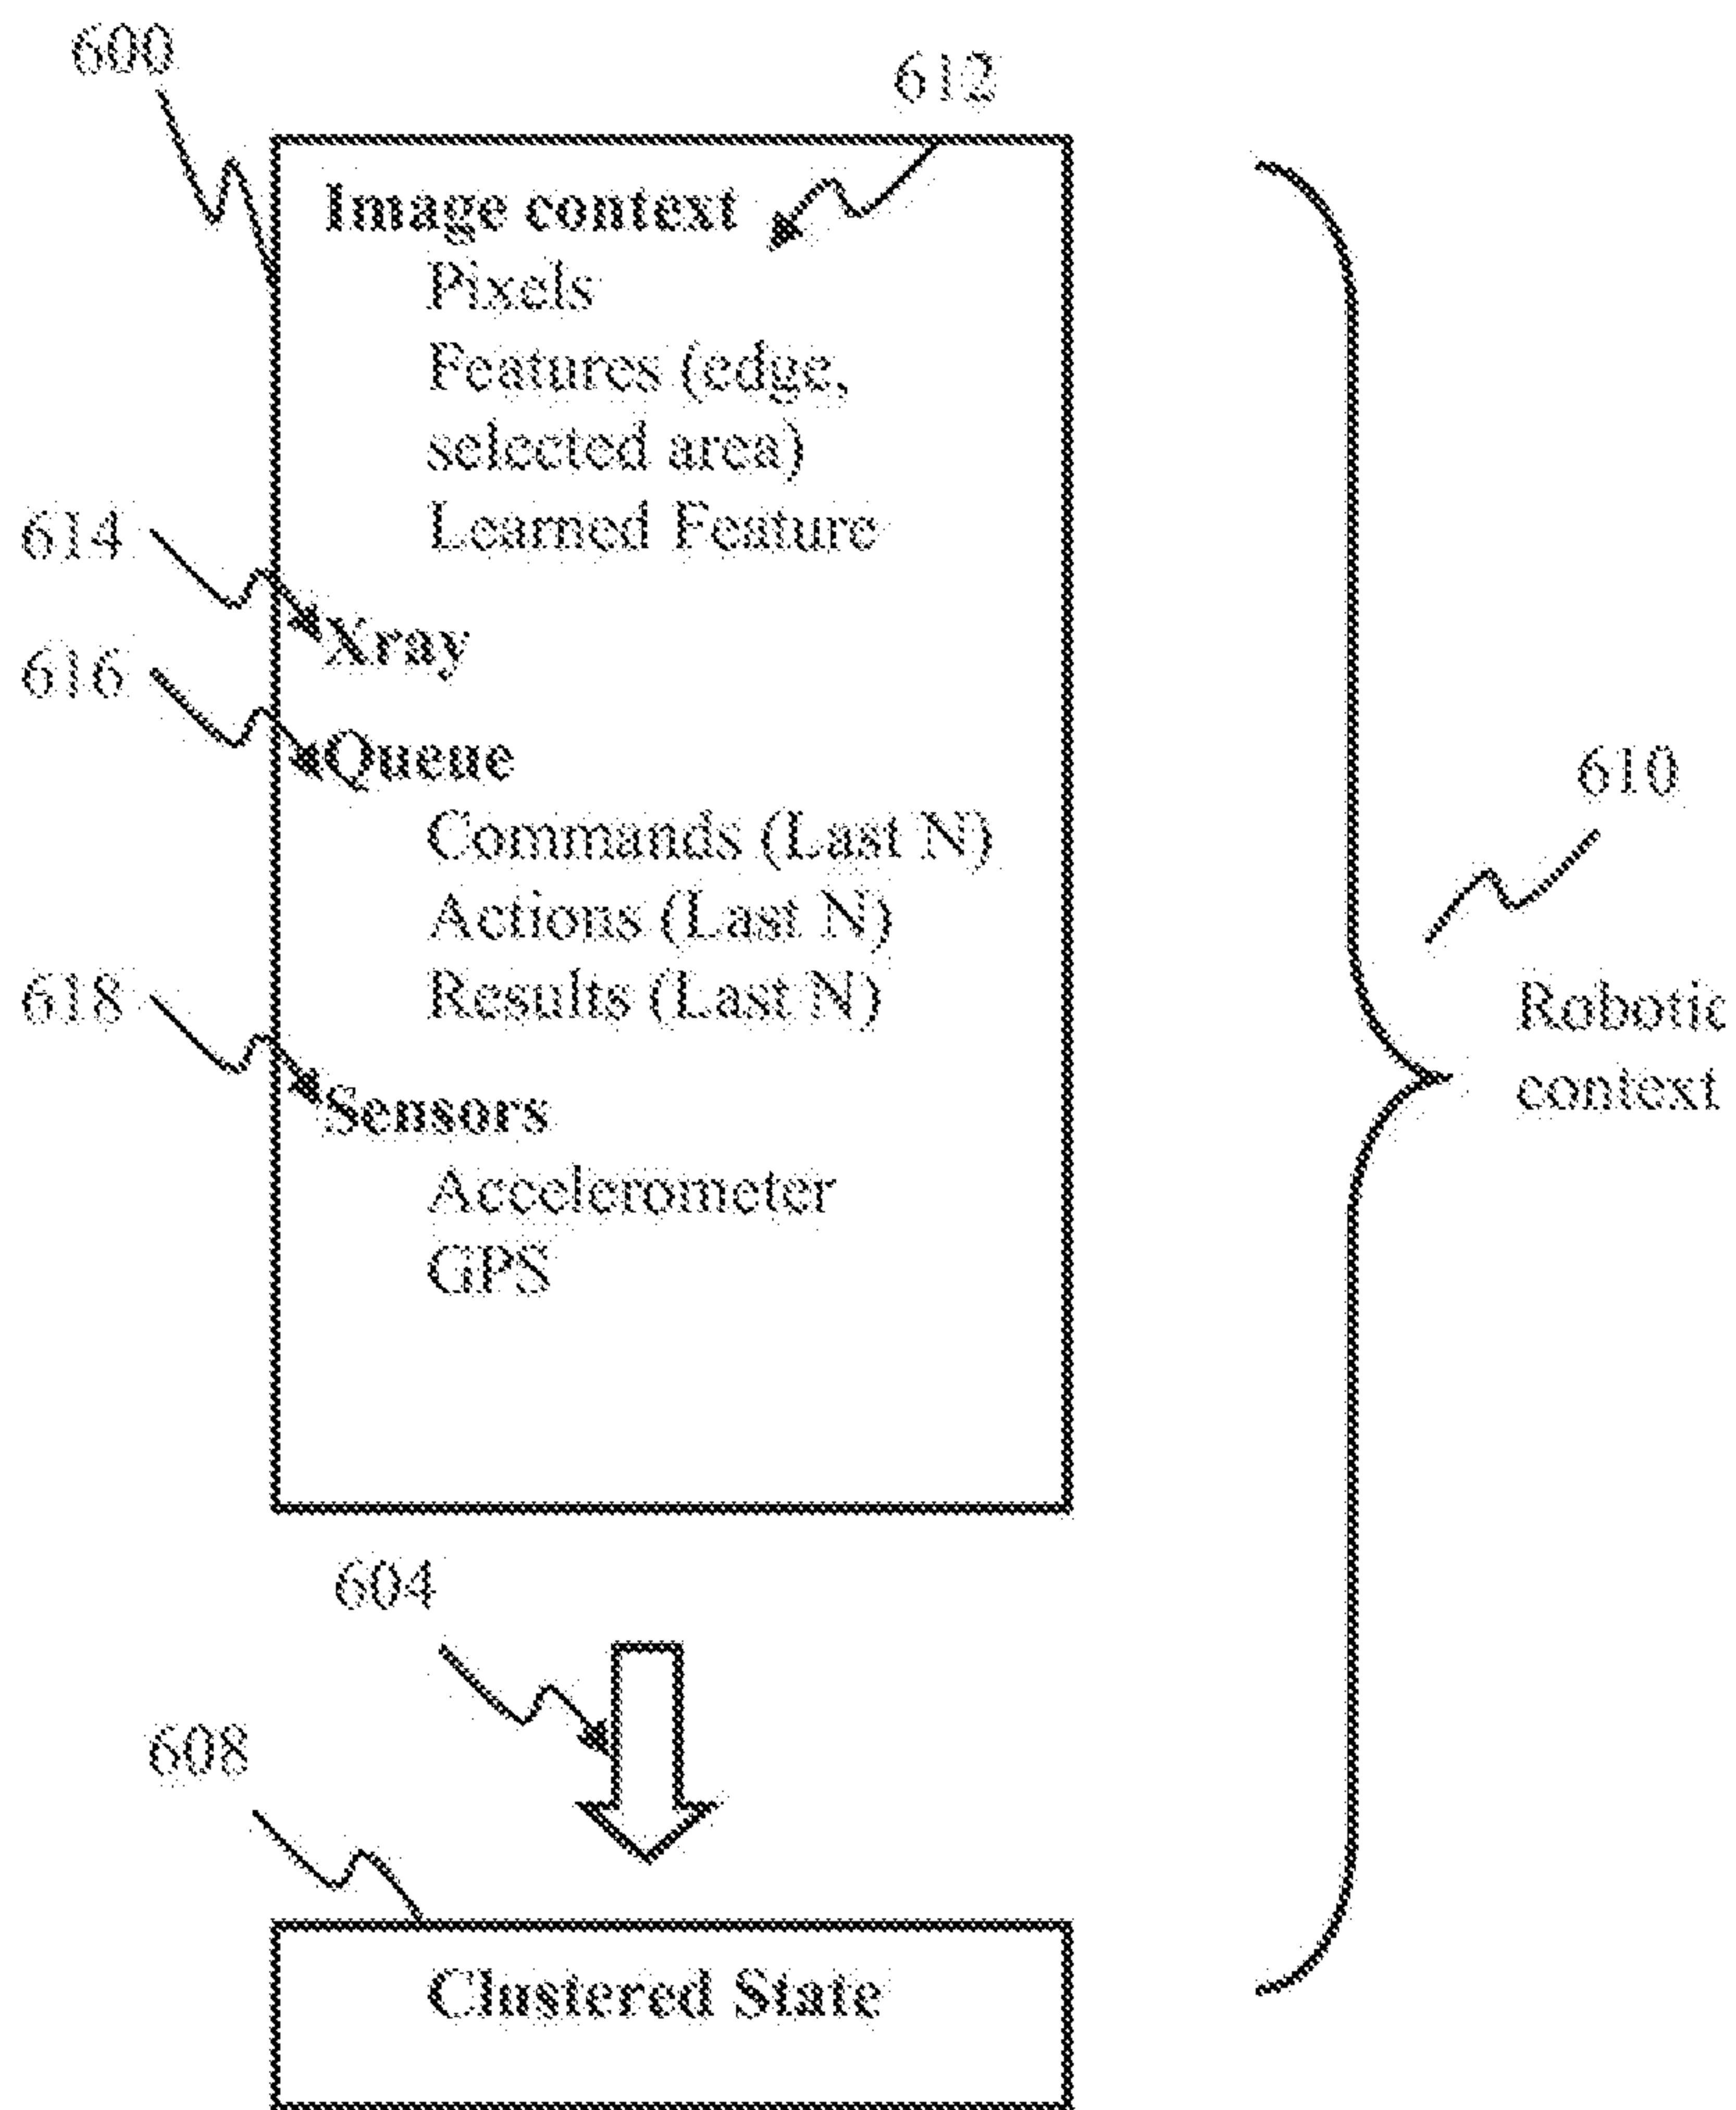 600
612
Image context
Pixels
Features (edge,
selected area)
Learned Feature
614
Xray
616
Queue
Commands (Last N)
Actions (Last N)
Results (Last N)
618
Sensors
Accelerometer
GPS
610
Robotic
context
604
608
Clustered State